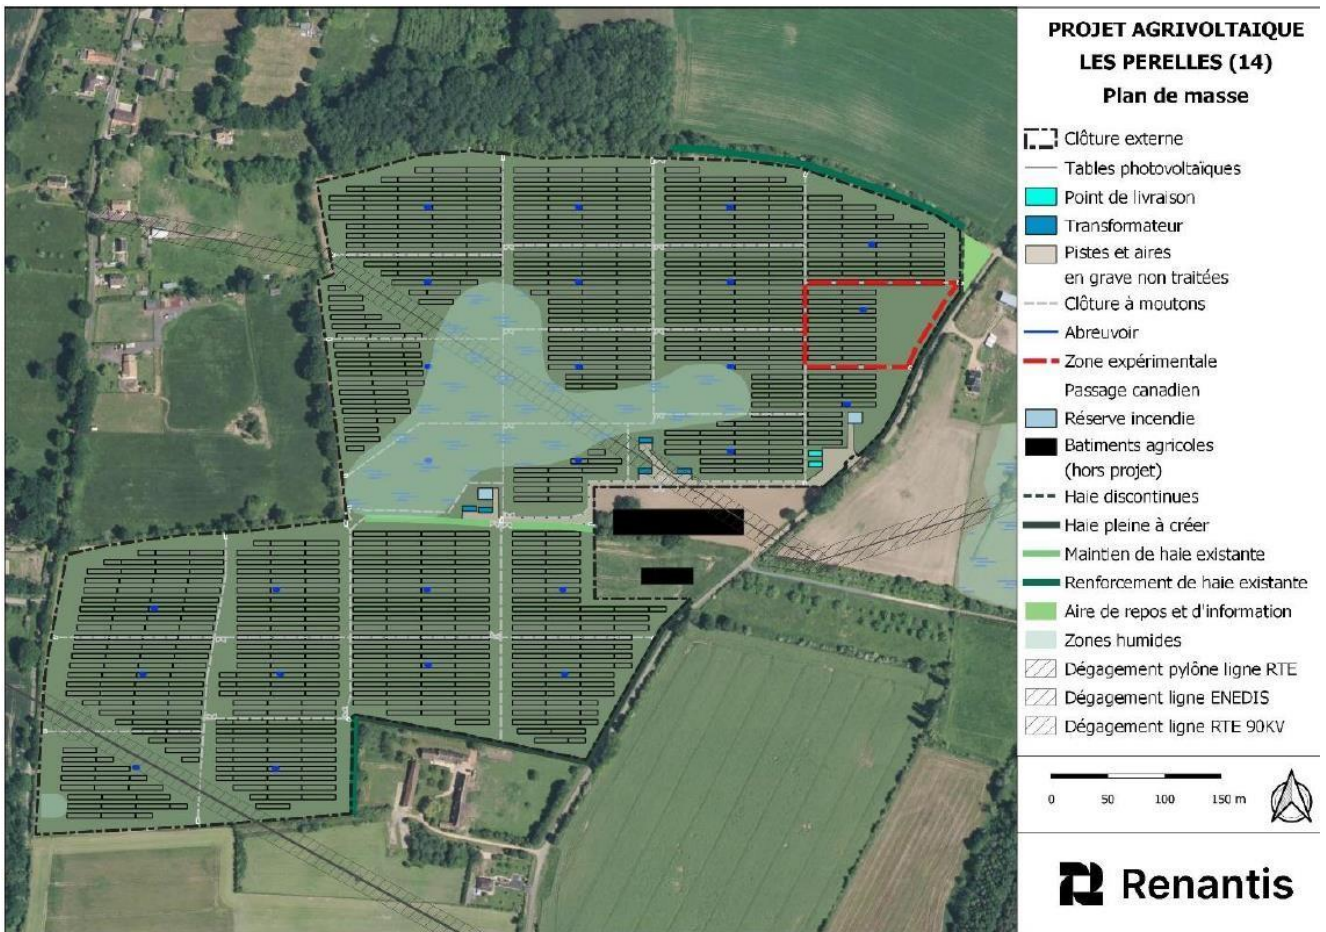 PROJET AGRIVOLTAIQUE
LES PERELLES (14)
Plan de masse
Clôture externe
Tables photovoltaïques
Point de livraison
Transformateur
Pistes et aires
en grave non traitées
Clôture à moutons
Abreuvoir
Zone expérimentale
Passage canadien
Réserve incendie
Batiments agricoles
(hors projet)
Haie discontinues
Haie pleine à créer
Maintien de haie existante
Renforcement de haie existante
Aire de repos et d'information
Zones humides
Dégagement pylône ligne RTE
Dégagement ligne ENEDIS
Dégagement ligne RTE 90KV
0 50 100 150 m
Renantis